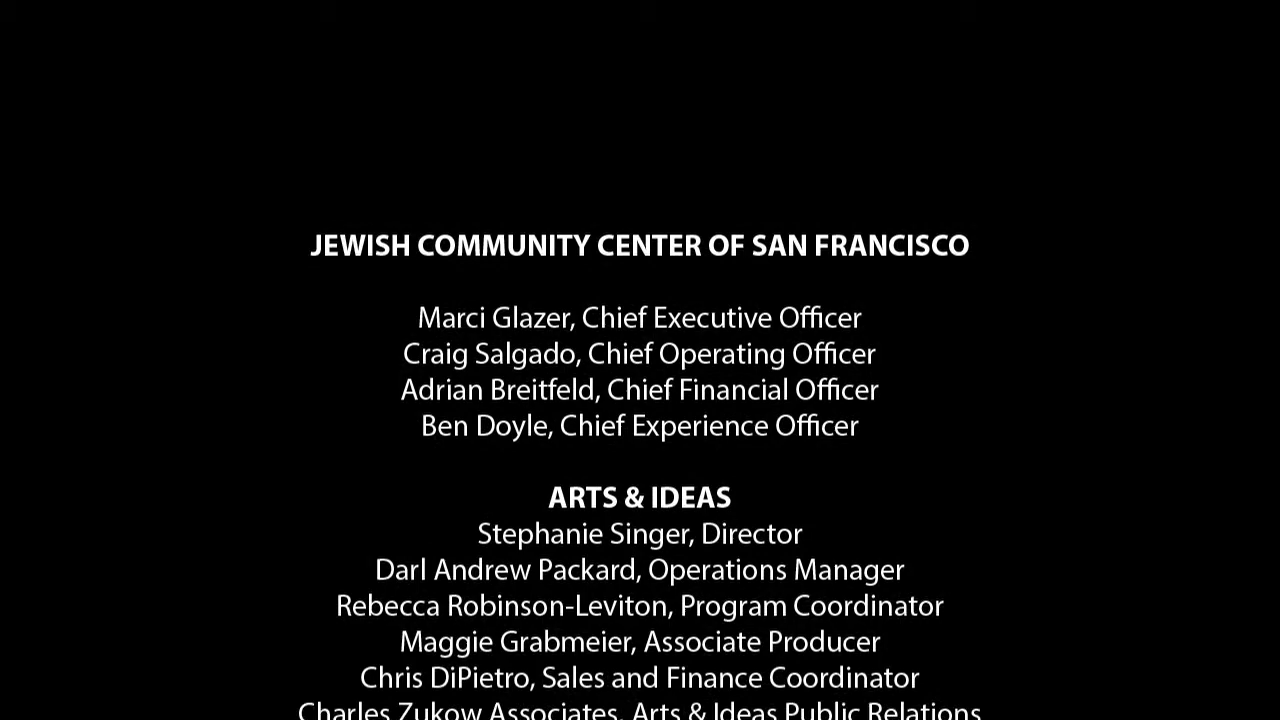 JEWISH COMMUNITY CENTER OF SAN FRANCISCO
Marci Glazer, Chief Executive Officer
Craig Salgado, Chief Operating Officer
Adrian Breitfeld, Chief Financial Officer
Ben Doyle, Chief Experience Officer
ARTS & IDEAS
Stephanie Singer, Director
Darl Andrew Packard, Operations Manager
Rebecca Robinson-Leviton, Program Coordinator
Maggie Grabmeier, Associate Producer
Chris DiPietro, Sales and Finance Coordinator
Charles Zukow Associates, Arts & Ideas Public Relations